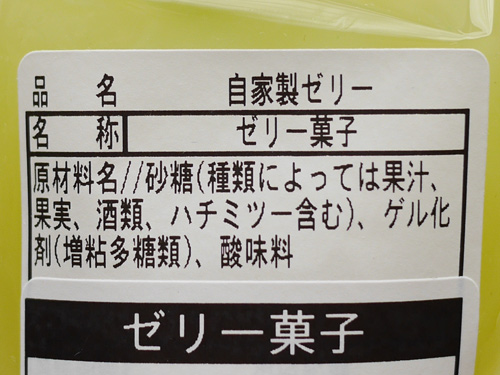 品 名 自家製ゼリー
名 称 ゼリー菓子
原材料名//砂糖(種類によっては果汁、
果実、酒類、ハチミツー含む)、ゲル化
剤(増粘多糖類)、酸味料
ゼリー菓子